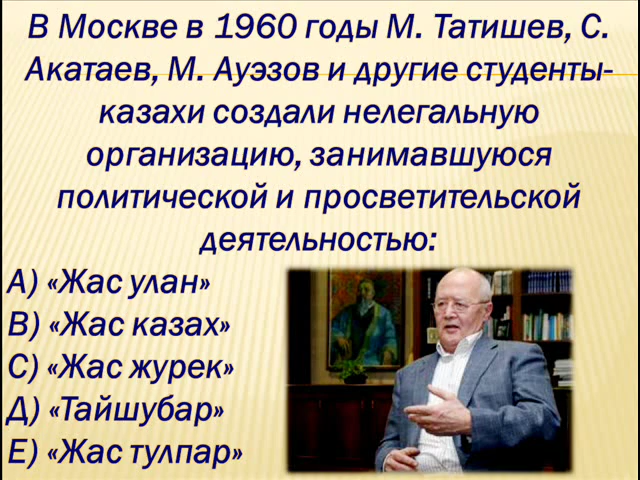 В Москве в 1960 годы М. Татишев, С.
Акатаев, М. Ауэзов и другие студенты-
казахи создали нелегальную
организацию, занимавшуюся
политической и просветительской
деятельностью:
А) «Жас улан»
В) «Жас казах»
С) «Жас журек»
Д) «Тайшубар»
Е) «Жас тулпар»